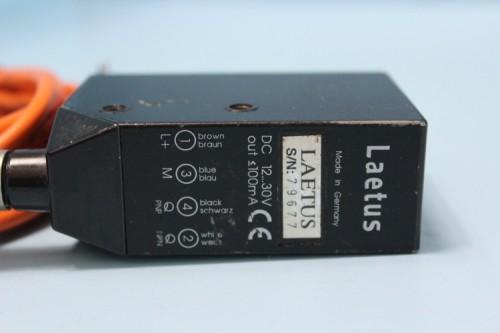 Laetus
Made in Germany
LAETUS
S/N: 79677
DC 12...30V
out ≤100mA CE
L+ 1 brown
braun
M 3 blue
blau
PNP Q 4 black
schwarz
NPN Q 2 white
weiss